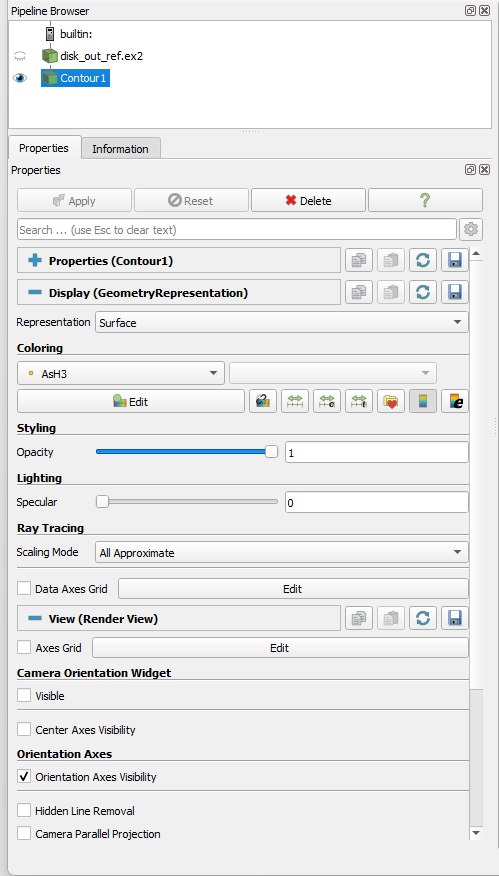 Pipeline Browser
builtin:
disk_out_ref.ex2
Contour1
Properties Information
Properties
Apply Reset Delete ?
Search ... (use Esc to clear text)
Properties (Contour1)
Display (GeometryRepresentation)
Representation Surface
Coloring
AsH3
Edit
Styling
Opacity 1
Lighting
Specular 0
Ray Tracing
Scaling Mode All Approximate
Data Axes Grid Edit
View (Render View)
Axes Grid Edit
Camera Orientation Widget
Visible
Center Axes Visibility
Orientation Axes
Orientation Axes Visibility
Hidden Line Removal
Camera Parallel Projection